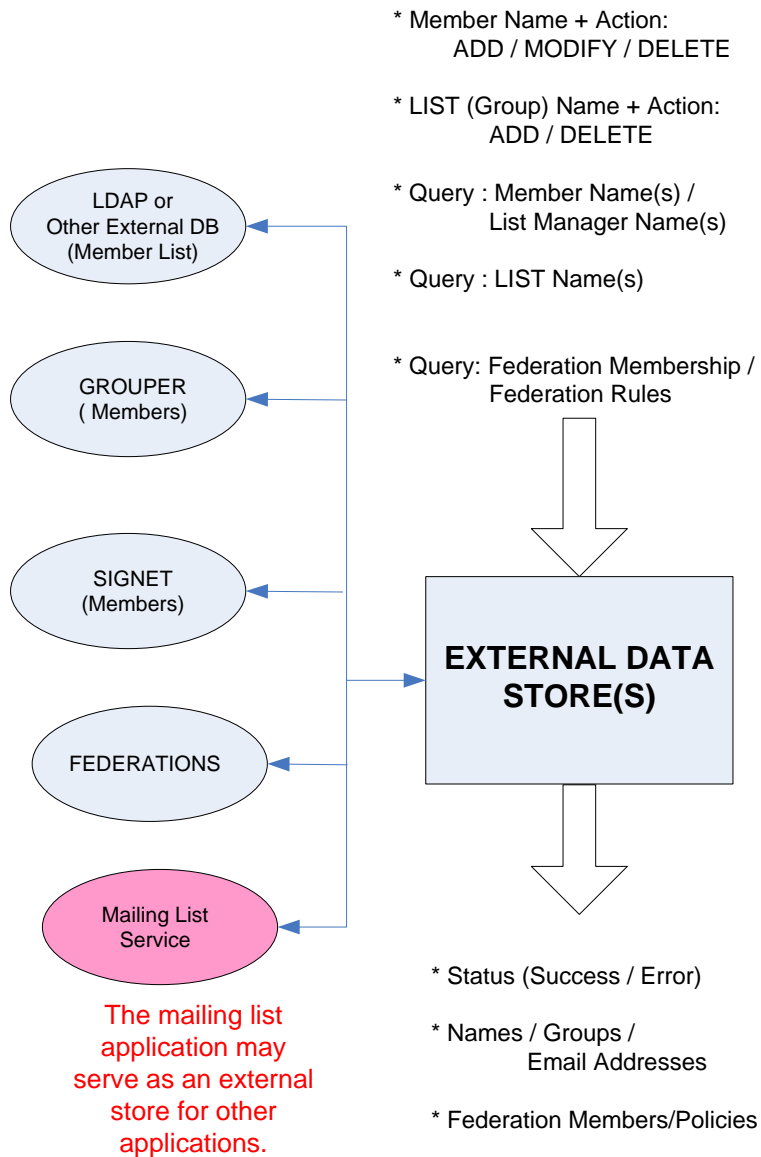 * Member Name + Action:
ADD / MODIFY / DELETE
* LIST (Group) Name + Action:
ADD / DELETE
* Query : Member Name(s) /
List Manager Name(s)
* Query : LIST Name(s)
* Query: Federation Membership /
Federation Rules
LDAP or
Other External DB
(Member List)
GROUPER
( Members)
SIGNET
(Members)
FEDERATIONS
Mailing List
Service
The mailing list
application may
serve as an external
store for other
applications.
EXTERNAL DATA
STORE(S)
* Status (Success / Error)
* Names / Groups /
Email Addresses
* Federation Members/Policies